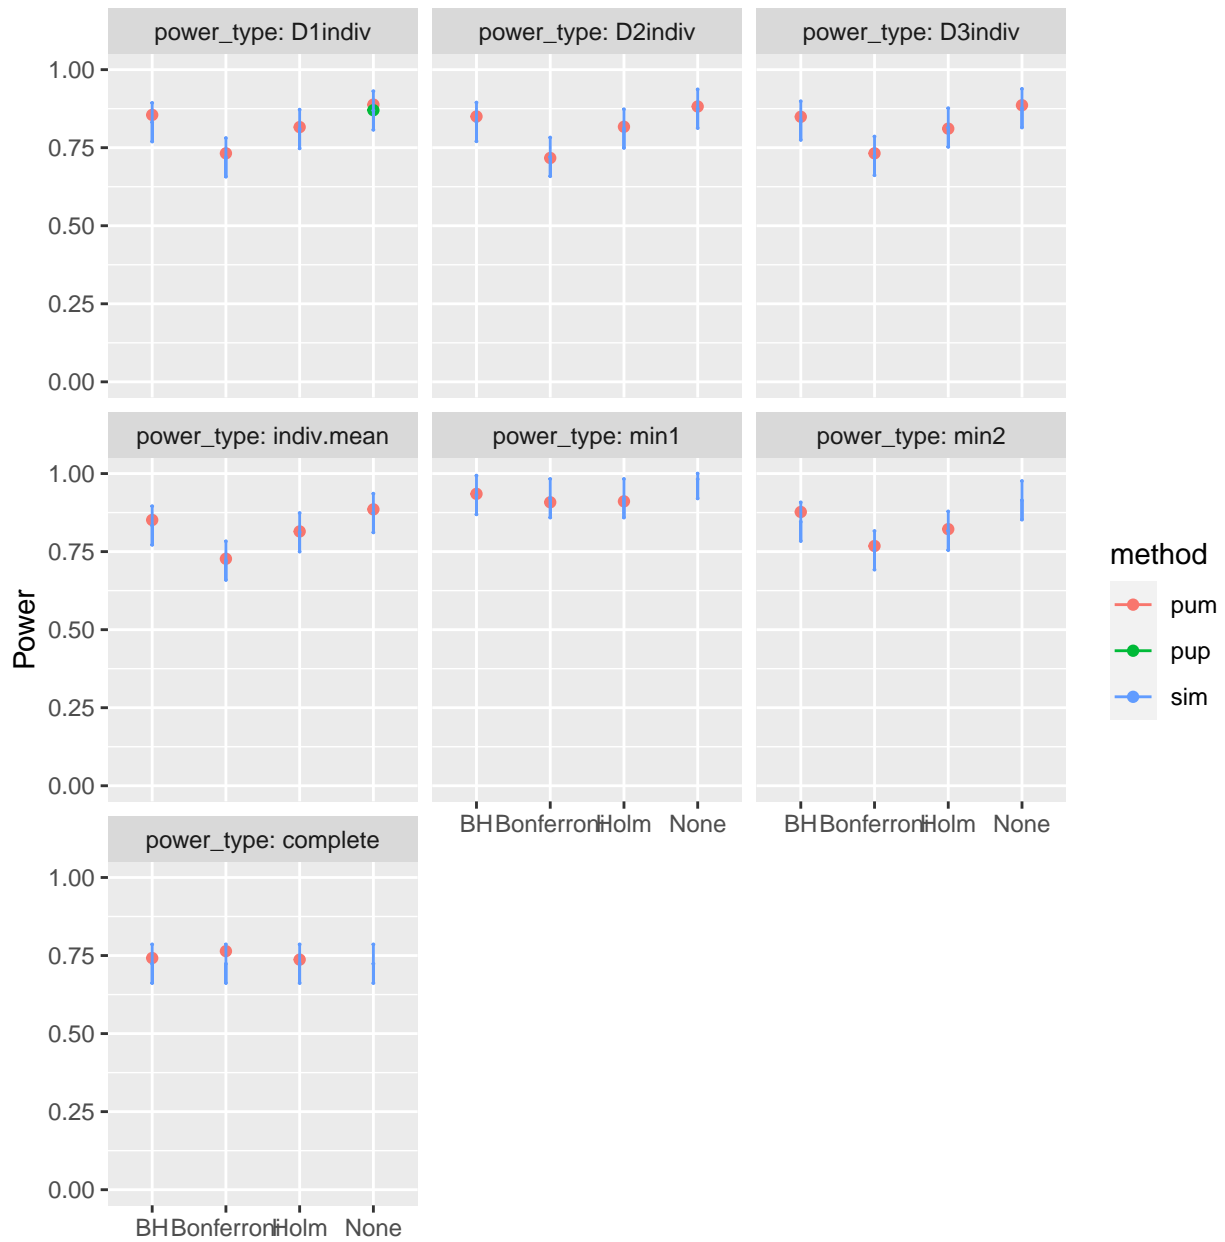 power_type: D1indiv
power_type: D2indiv
power_type: D3indiv
1.00
0.75
0.50
0.25
0.00
power_type: indiv.mean
power_type: min1
power_type: min2
1.00
0.75
0.50
0.25
0.00
BH Bonferroni Holm None
BH Bonferroni Holm None
power_type: complete
1.00
0.75
0.50
0.25
0.00
BH Bonferroni Holm None
Power
method
pum
pup
sim